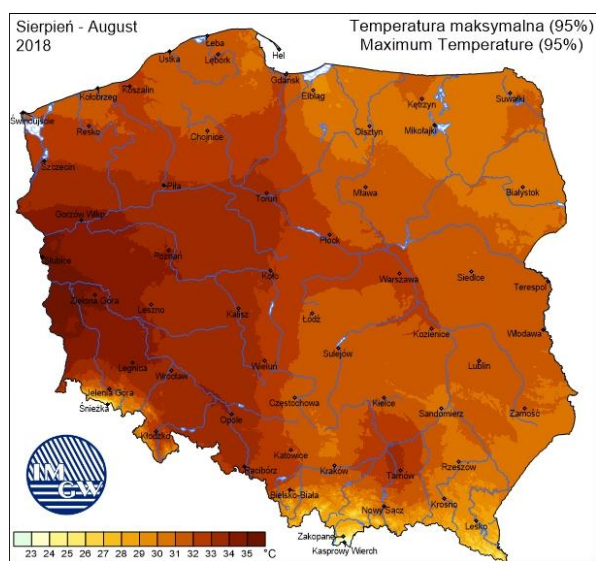 Sierpień - August
2018
Temperatura maksymalna (95%)
Maximum Temperature (95%)
Łeba
Ustka
Lębork
Hel
Gdańsk
Koszalin
Kołobrzeg
Elbląg
Kętrzyn
Suwałki
Świnoujście
Resko
Chojnice
Olsztyn
Mikołajki
Szczecin
Piła
Toruń
Mława
Białystok
Gorzów Wlkp
Płock
Słubice
Poznań
Koło
Warszawa
Siedlce
Terespol
Zielona Góra
Leszno
Kalisz
Łódź
Kozienice
Włodawa
Sulejów
Legnica
Wrocław
Wieluń
Lublin
Jelenia Góra
Śnieżka
Częstochowa
Kielce
Sandomierz
Zamość
Kłodzko
Opole
Katowice
Racibórz
Kraków
Tarnów
Rzeszów
Bielsko-Biała
Nowy Sącz
Krosno
Lesko
Zakopane
Kasprowy Wierch
IM
GW
23 24 25 26 27 28 29 30 31 32 33 34 35 °C